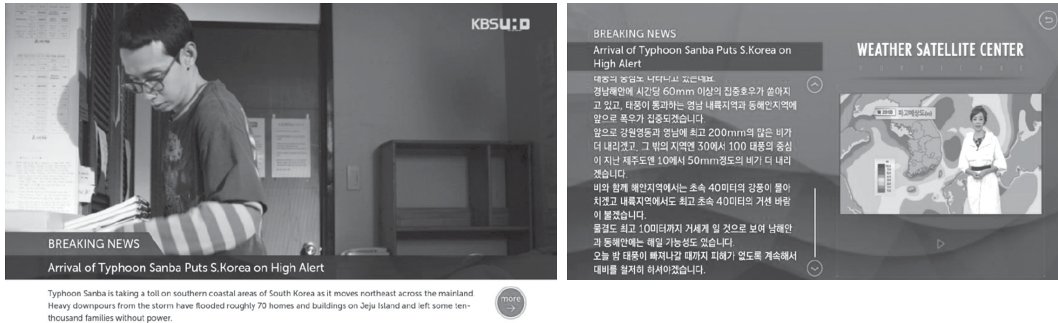 KBS
BREAKING NEWS
Arrival of Typhoon Sanba Puts S.Korea on High Alert
Typhoon Sanba is taking a toll on southern coastal areas of South Korea as it moves northeast across the mainland.
Heavy downpours from the storm have flooded roughly 70 homes and buildings on Jeju Island and left some ten-
thousand families without power.
more
BREAKING NEWS
Arrival of Typhoon Sanba Puts S.Korea on
High Alert
경남해안에 시간당 60mm 이상의 집중호우가 쏟아지
고 있고, 태풍이 통과하는 영남 내륙지역과 동해안지역에
앞으로 폭우가 집중되겠습니다.
앞으로 강원영동과 영남에 최고 200mm의 많은 비가
더 내리겠고, 그 밖의 지역엔 30에서 100 태풍의 중심
이 지난 제주도엔 10에서 50mm정도의 비가 더 내리
겠습니다.
비와 함께 해안지역에서는 초속 40미터의 강풍이 몰아
치겠고 내륙지역에서도 최고 초속 40미터의 거센 바람
이 불겠습니다.
물결도 최고 10미터까지 거세게 일 것으로 보여 남해안
과 동해안에는 해일 가능성도 있습니다.
오늘 밤 태풍이 빠져나갈 때까지 피해가 없도록 계속해서
대비를 철저히 하셔야겠습니다.
WEATHER SATELLITE CENTER
HURRICANE
파고예상도(m)